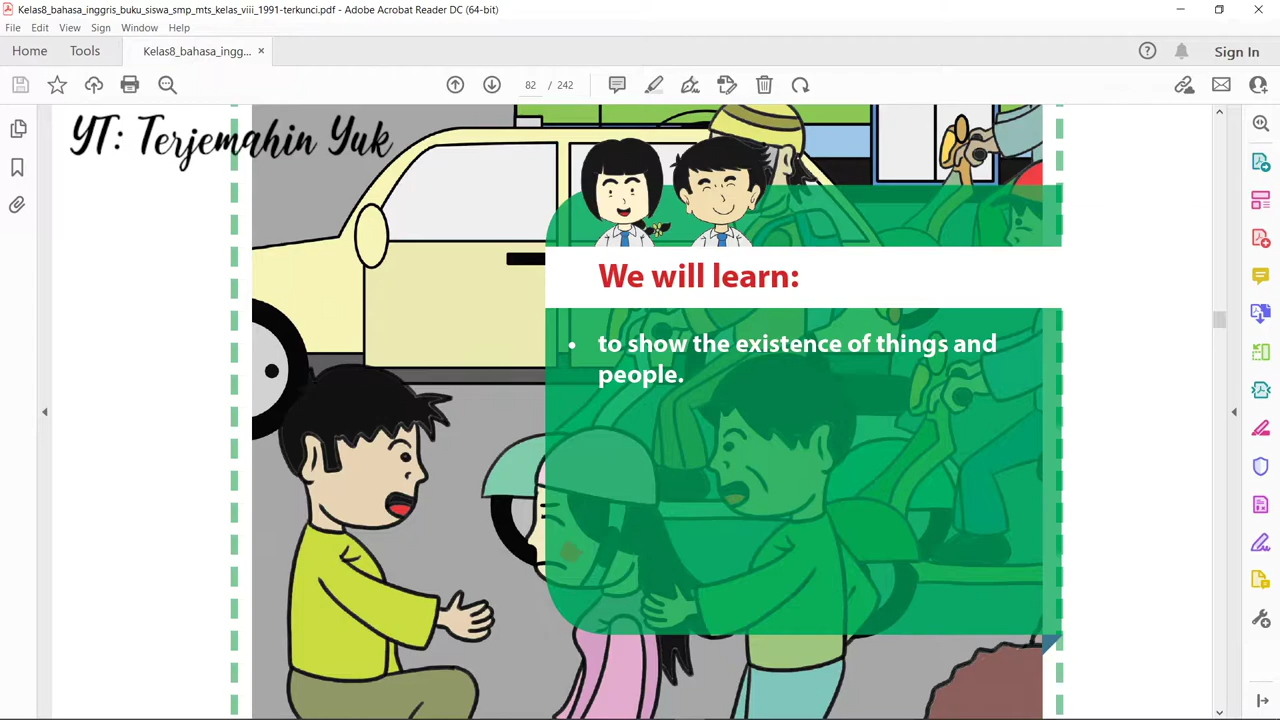 Kelas8_bahasa_inggris_buku_siswa_smp_mts_kelas_viii_1991-terkunci.pdf - Adobe Acrobat Reader DC (64-bit)
File Edit View Sign Window Help
Home Tools Kelas8_bahasa_ingg... × Sign In
82 / 242
YT: Terjemahin Yuk
We will learn:
• to show the existence of things and
people.